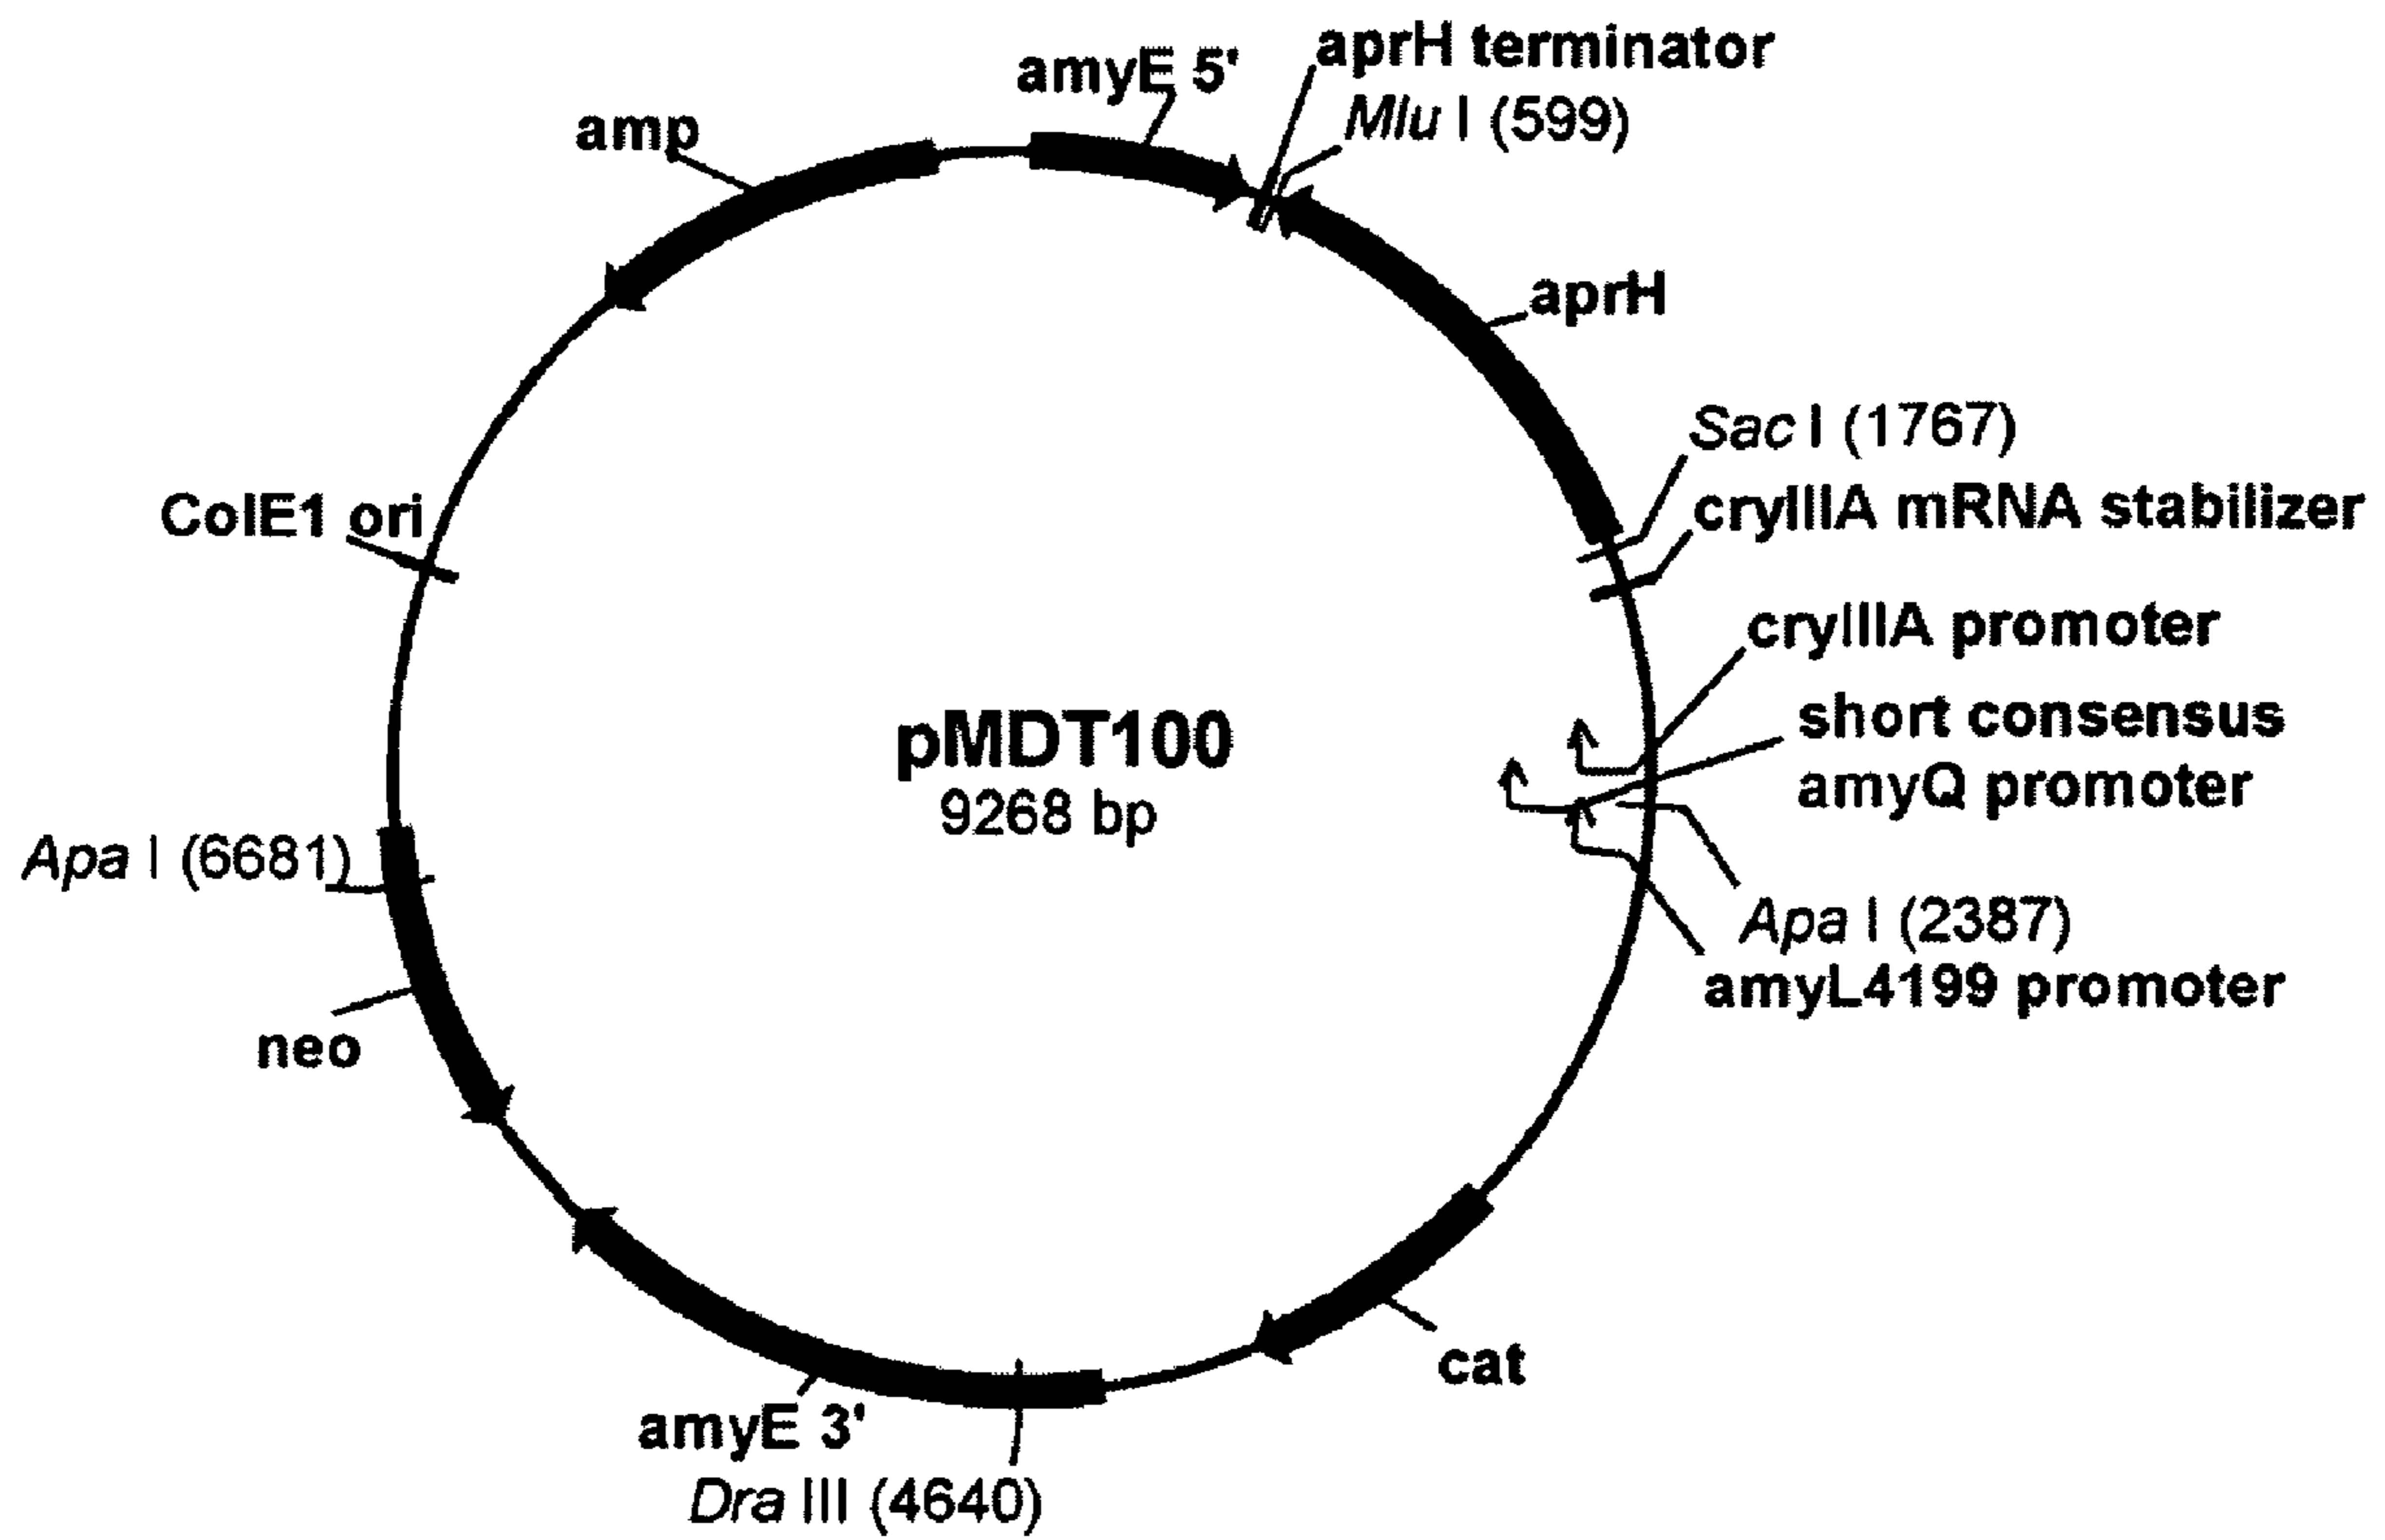 aprH terminator
amyE 5'
Mlu I (599)
amp
aprH
Sac I (1767)
ColE1 ori
cryIIIA mRNA stabilizer
cryIIIA promoter
short consensus
amyQ promoter
pMDT100
9268 bp
Apa I (6681)
Apa I (2387)
amyL4199 promoter
neo
cat
amyE 3'
Dra III (4640)